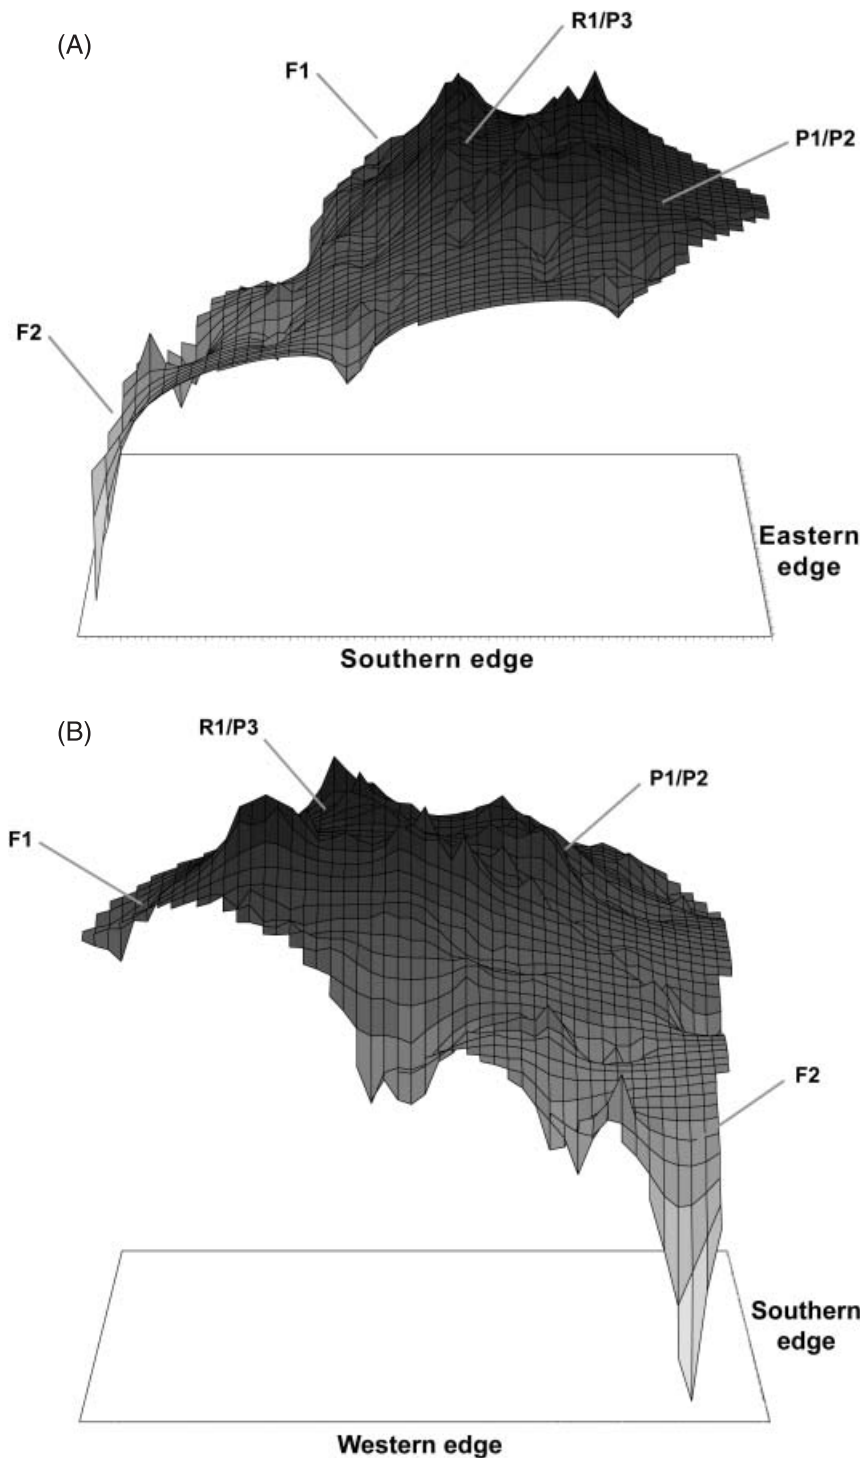 (A)
R1/P3
F1
P1/P2
F2
Eastern
edge
Southern edge
(B)
R1/P3
P1/P2
F1
F2
Southern
edge
Western edge